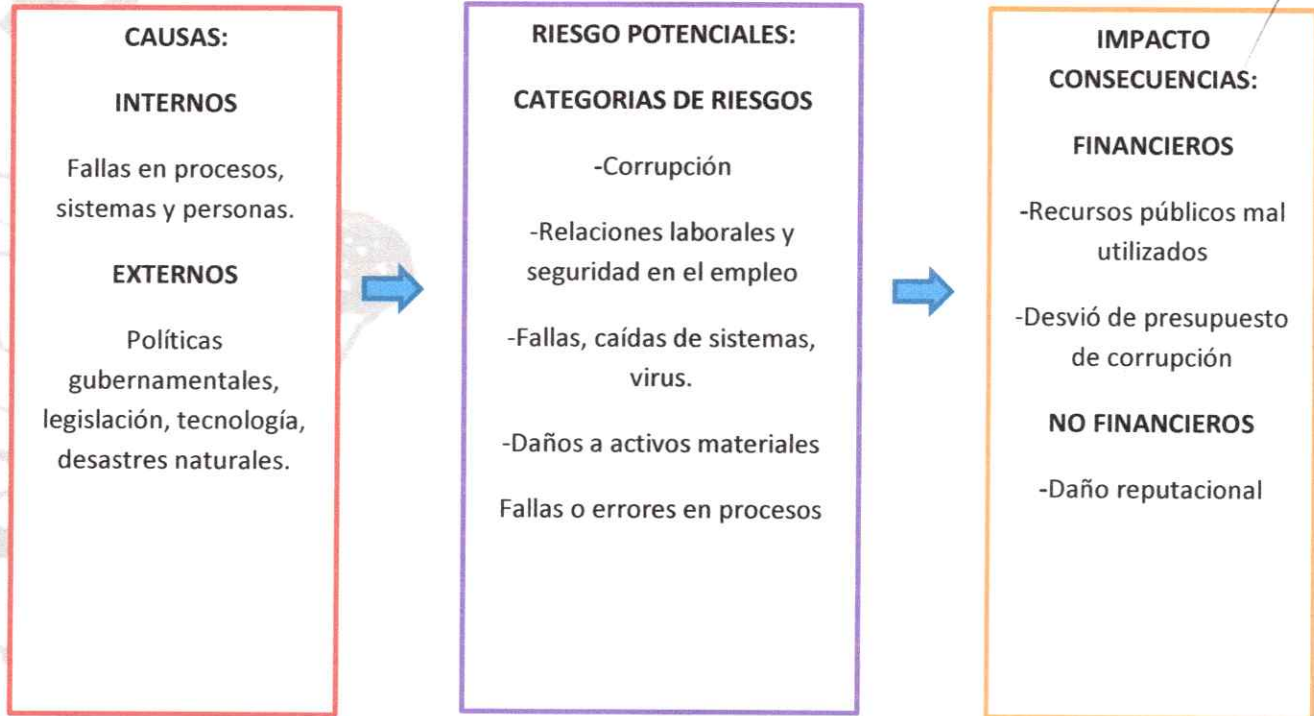 CAUSAS:
INTERNOS
Fallas en procesos,
sistemas y personas.
EXTERNOS
Políticas
gubernamentales,
legislación, tecnología,
desastres naturales.
RIESGO POTENCIALES:
CATEGORIAS DE RIESGOS
-Corrupción
-Relaciones laborales y
seguridad en el empleo
-Fallas, caídas de sistemas,
virus.
-Daños a activos materiales
Fallas o errores en procesos
IMPACTO
CONSECUENCIAS:
FINANCIEROS
-Recursos públicos mal
utilizados
-Desvió de presupuesto
de corrupción
NO FINANCIEROS
-Daño reputacional